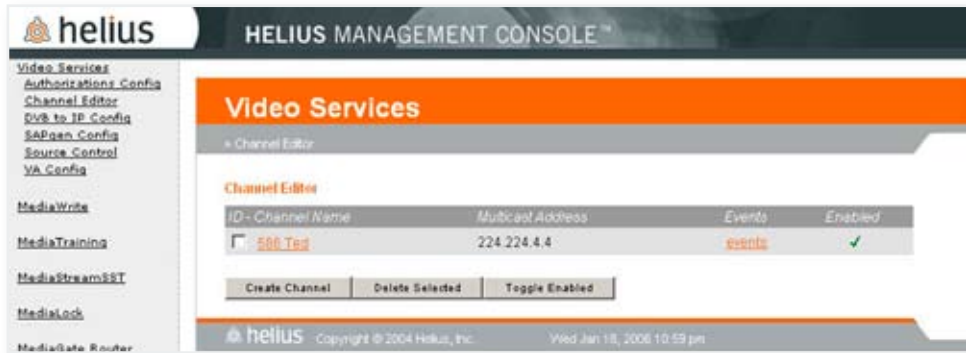 helius
HELIUS MANAGEMENT CONSOLE™
Video Services
Authorizations Config
Channel Editor
DVB to IP Config
SAPgen Config
Source Control
VA Config
MediaWrite
MediaTraining
MediaStreamSST
MediaLock
MediaGate Router
Video Services
» Channel Editor
Channel Editor
ID - Channel Name Multicast Address Events Enabled
586 Ted 224.224.4.4 events
Create Channel Delete Selected Toggle Enabled
helius Copyright © 2004 Helius, Inc. Wed Jan 18, 2006 10:59 pm